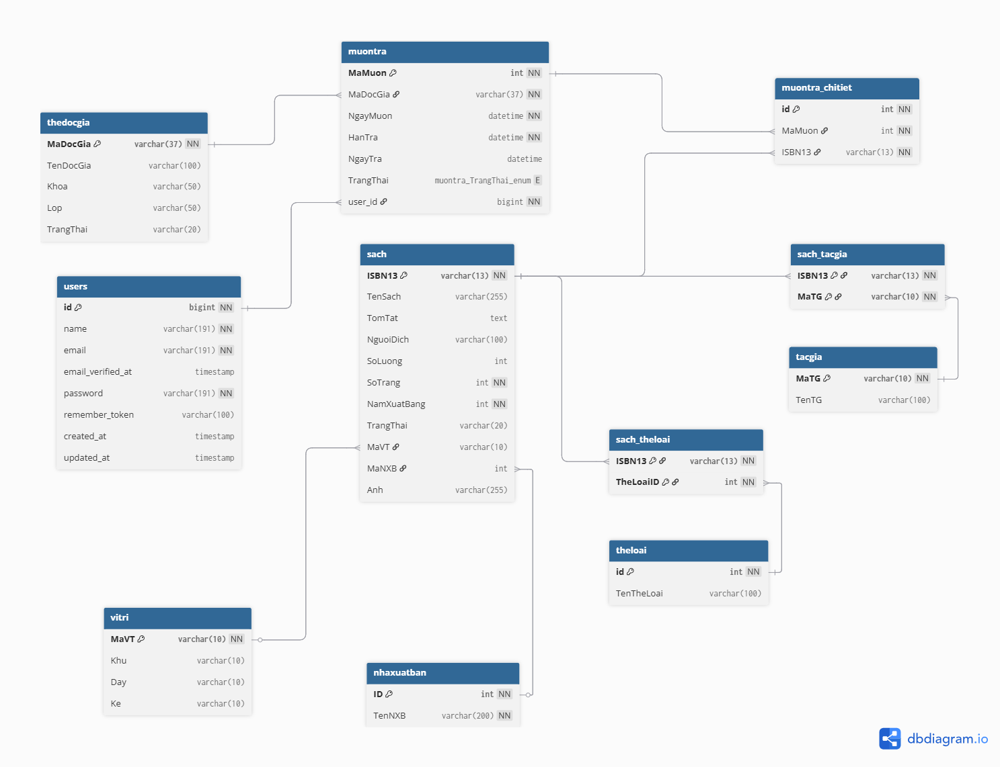 muontra
MaMuon int NN
MaDocGia varchar(37) NN
NgayMuon datetime NN
HanTra datetime NN
NgayTra datetime
TrangThai muontra_TrangThai_enum E
user_id bigint NN
muontra_chitiet
id int NN
MaMuon int NN
ISBN13 varchar(13) NN
thedocgia
MaDocGia varchar(37) NN
TenDocGia varchar(100)
Khoa varchar(50)
Lop varchar(50)
TrangThai varchar(20)
sach
ISBN13 varchar(13) NN
TenSach varchar(255)
TomTat text
NguoiDich varchar(100)
SoLuong int
SoTrang int NN
NamXuatBang int NN
TrangThai varchar(20)
MaVT varchar(10)
MaNXB int
Anh varchar(255)
sach_tacgia
ISBN13 varchar(13) NN
MaTG varchar(10) NN
users
id bigint NN
name varchar(191) NN
email varchar(191) NN
email_verified_at timestamp
password varchar(191) NN
remember_token varchar(100)
created_at timestamp
updated_at timestamp
tacgia
MaTG varchar(10) NN
TenTG varchar(100)
sach_theloai
ISBN13 varchar(13) NN
TheLoaiID int NN
theloai
id int NN
TenTheLoai varchar(100)
vitri
MaVT varchar(10) NN
Khu varchar(10)
Day varchar(10)
Ke varchar(10)
nhaxuatban
ID int NN
TenNXB varchar(200) NN
dbdiagram.io